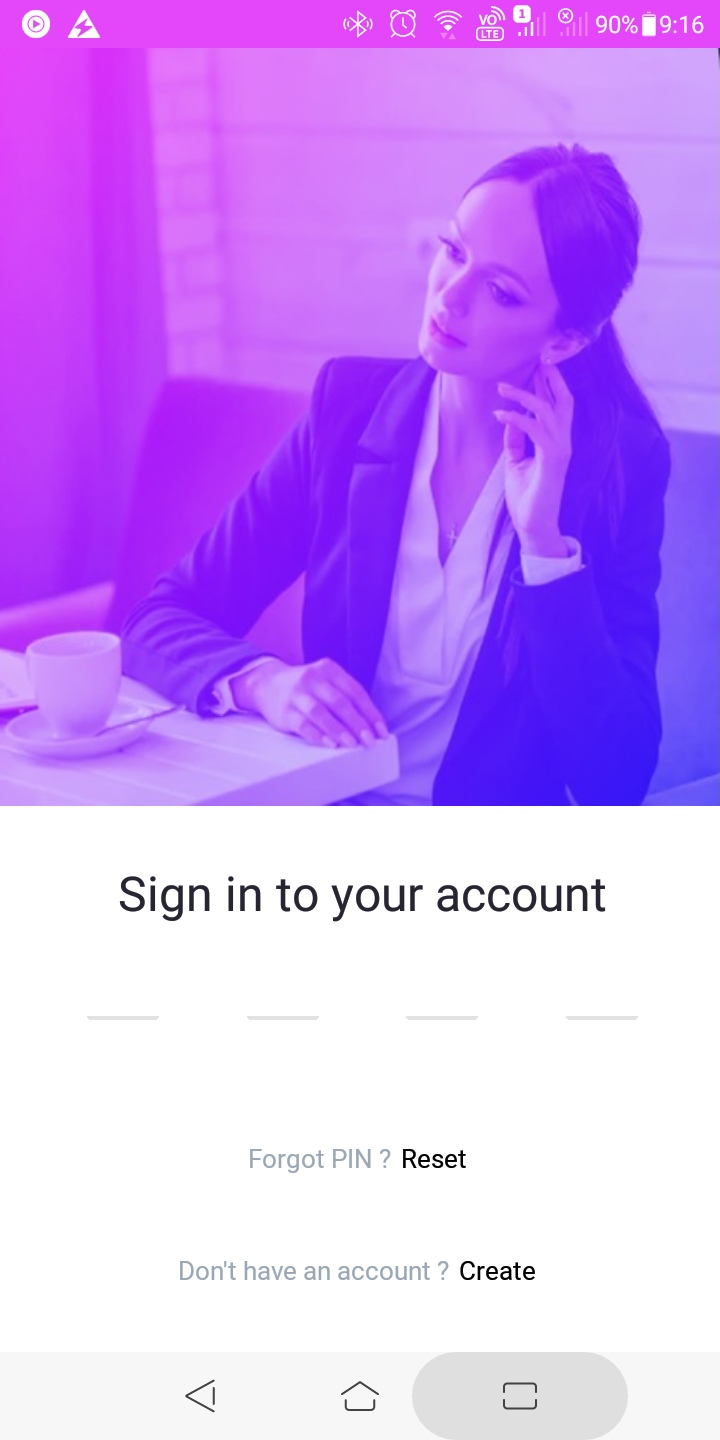 VO LTE 1 90% 9:16
Sign in to your account
Forgot PIN ? Reset
Don't have an account ? Create